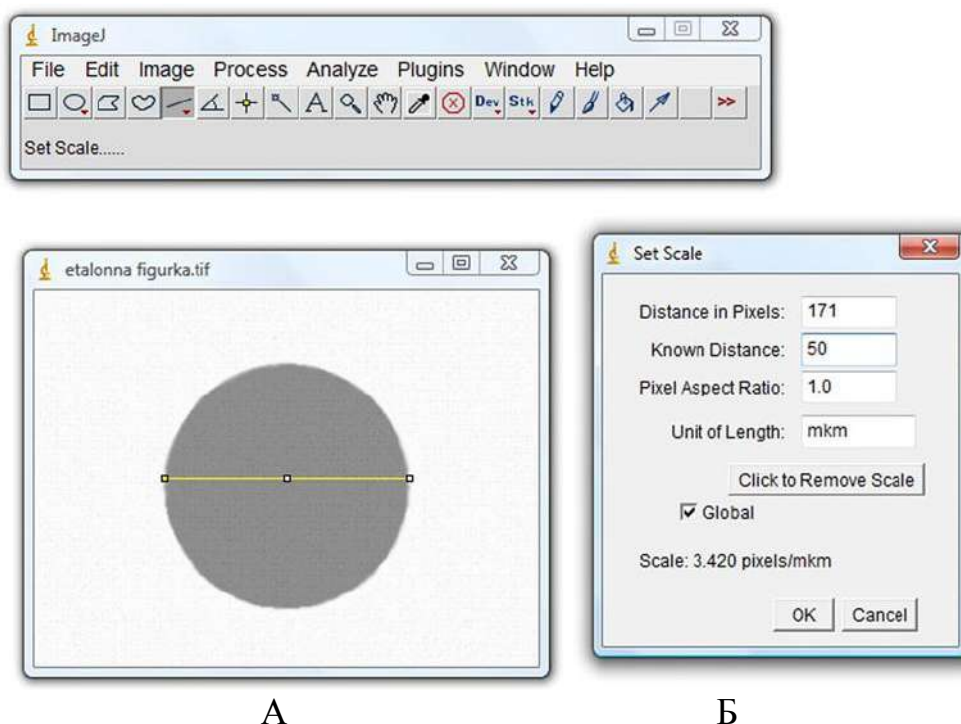 ImageJ
File Edit Image Process Analyze Plugins Window Help
A Dev Stk >>
Set Scale......
etalonna figurka.tif
Set Scale
Distance in Pixels: 171
Known Distance: 50
Pixel Aspect Ratio: 1.0
Unit of Length: mkm
Click to Remove Scale
Global
Scale: 3.420 pixels/mkm
OK Cancel
А Б